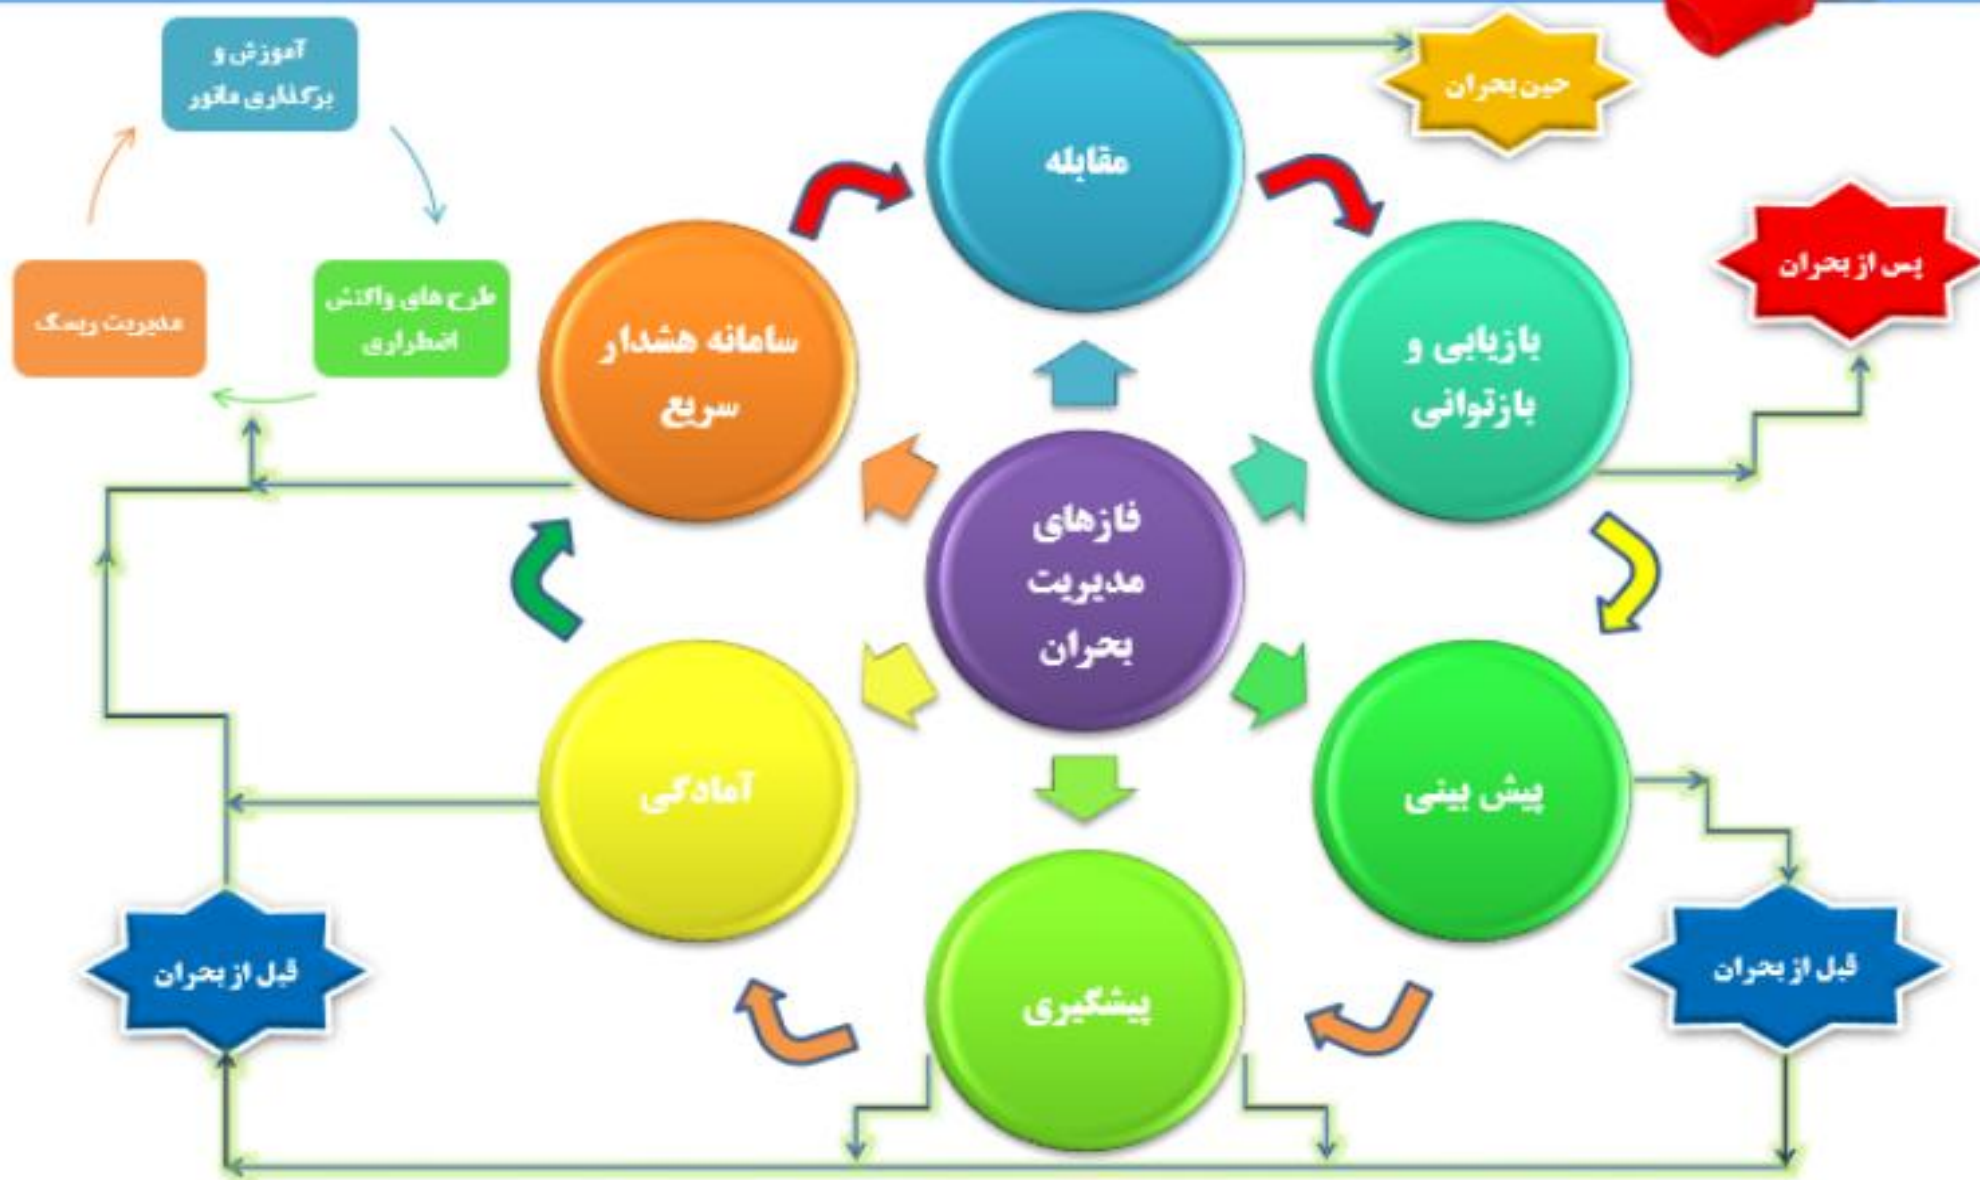 آموزش و
برگذاری مانور
مدیریت ریسک
طرح های واکنش
اضطراری
مقابله
حین بحران
پس از بحران
بازیابی و
بازتوانی
سامانه هشدار
سریع
فازهای
مدیریت
بحران
پیش بینی
آمادگی
پیشگیری
قبل از بحران
قبل از بحران